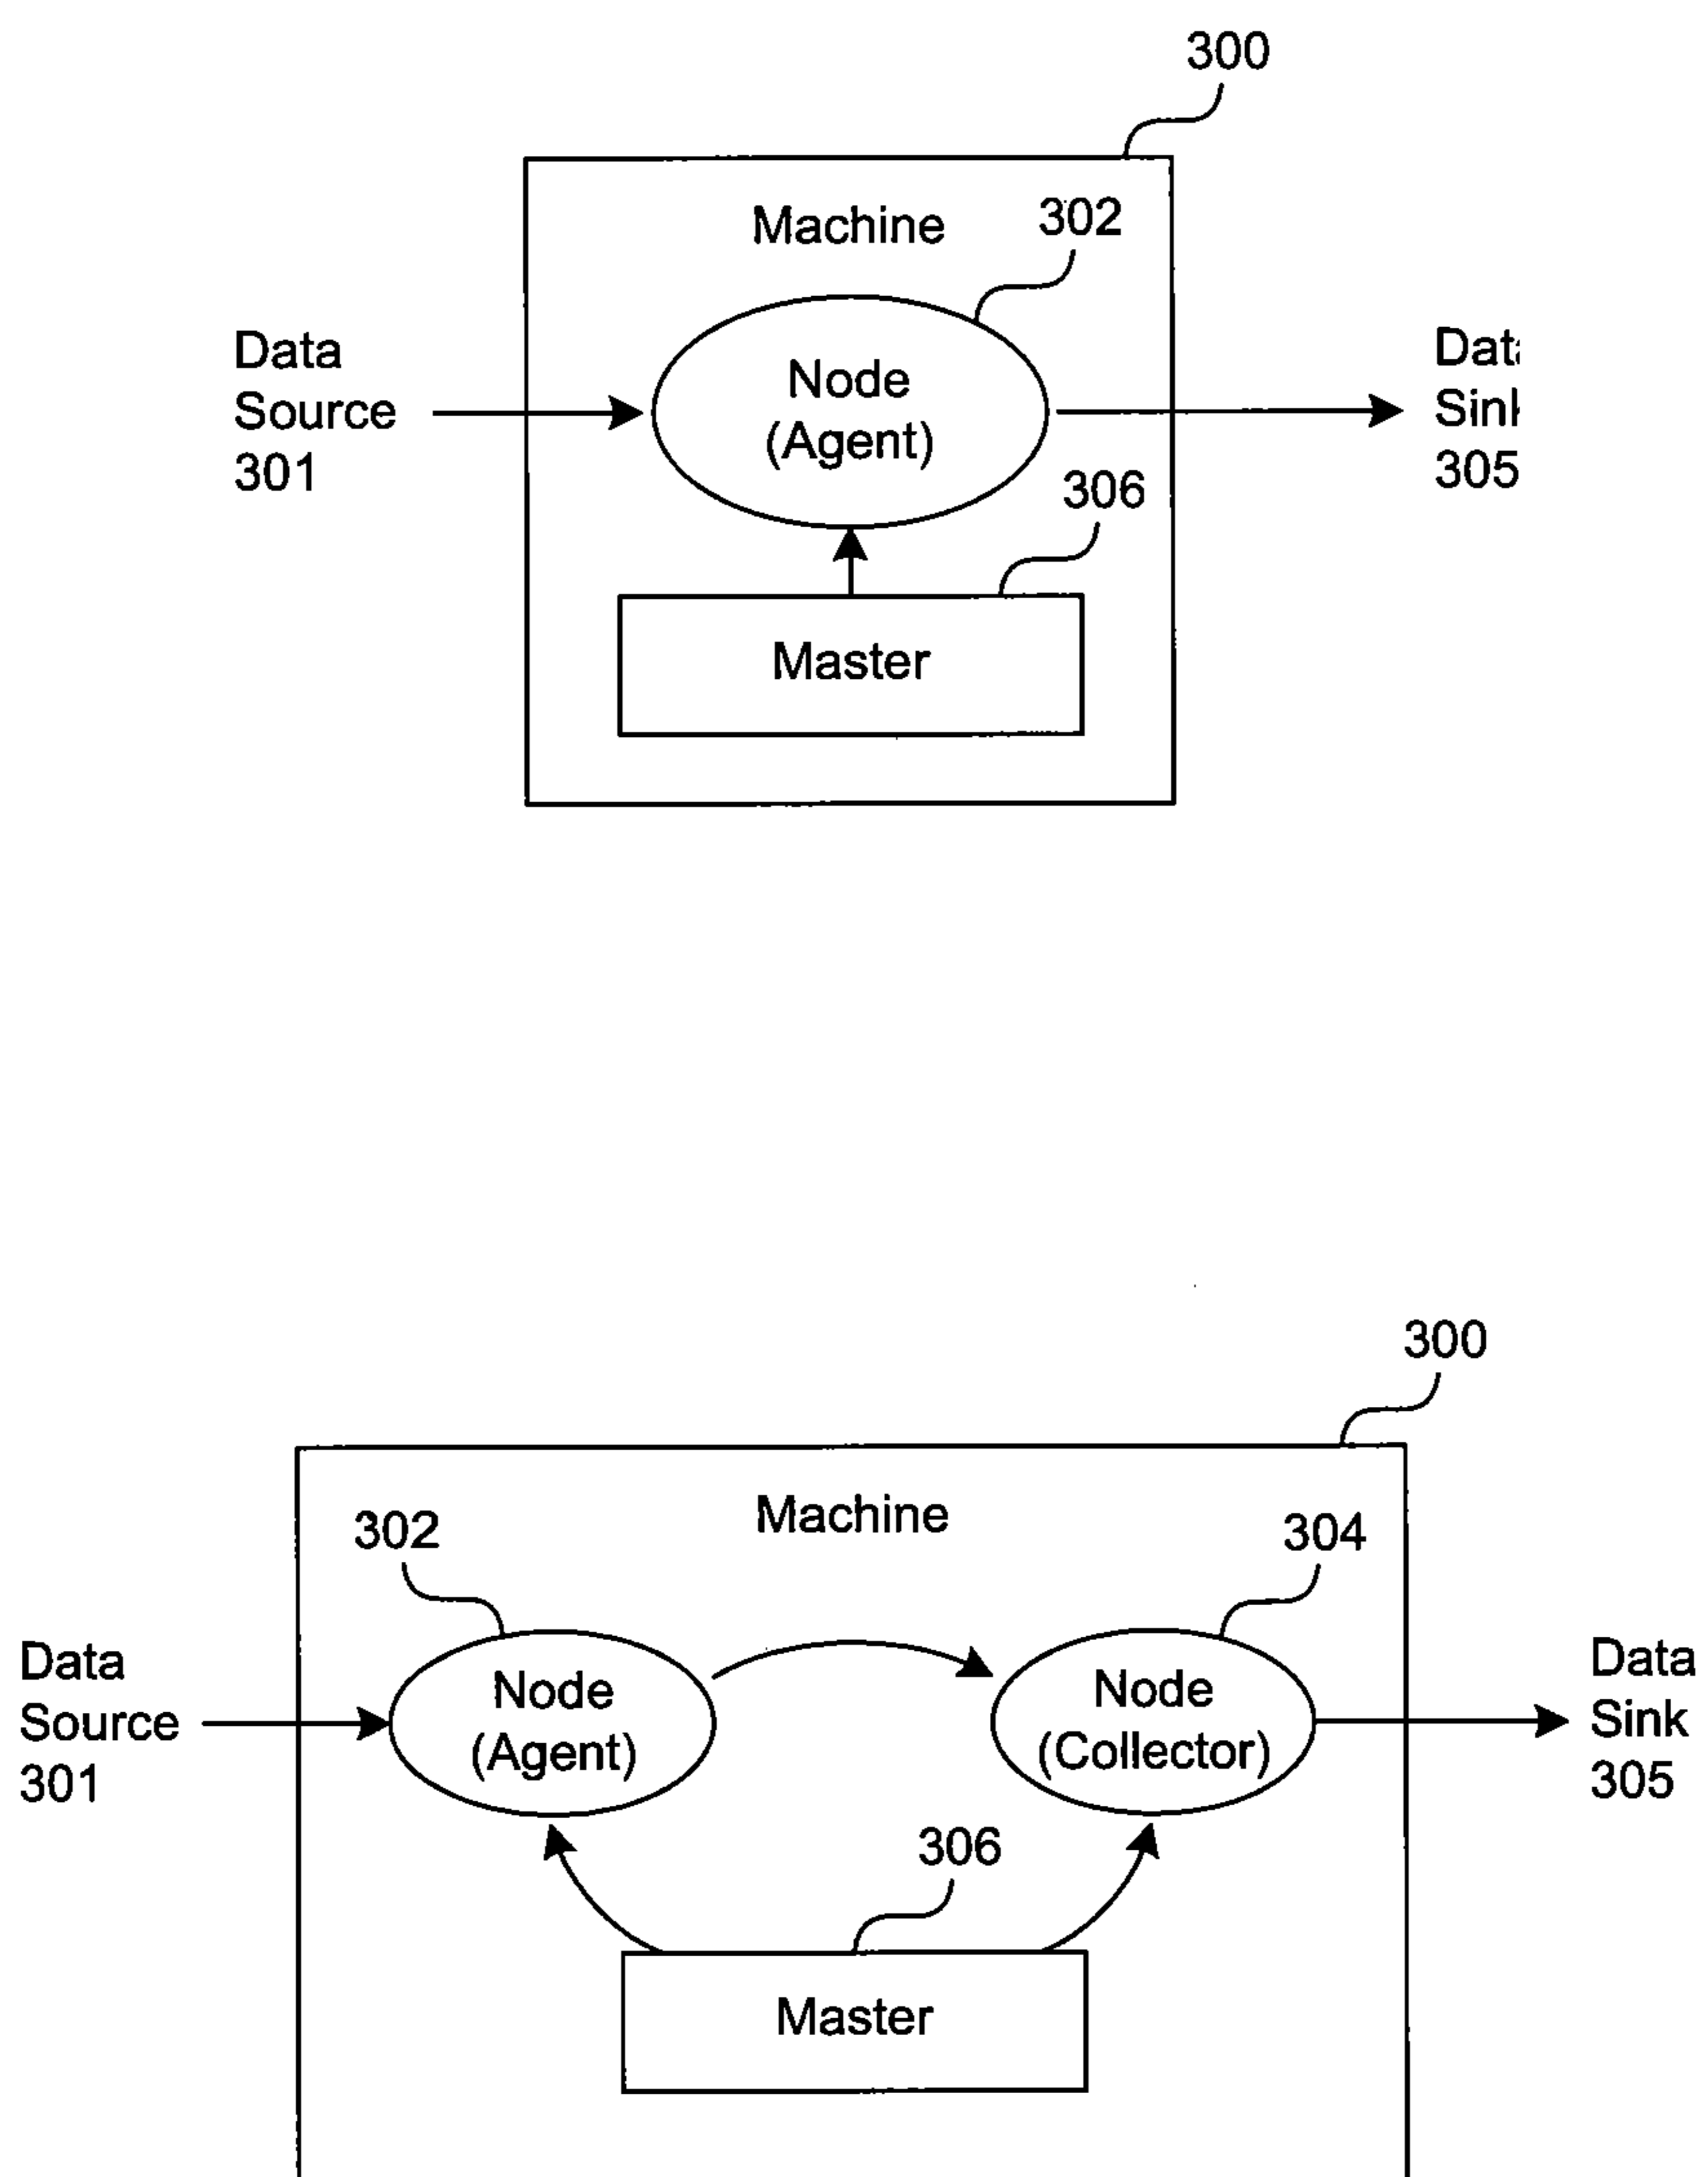 300
Machine
302
Data
Source
301
Node
(Agent)
Sin
305
306
Master
300
Machine
302
304
Data
Source
301
Node
(Agent)
Node
(Collector)
Data
Sink
305
306
Master